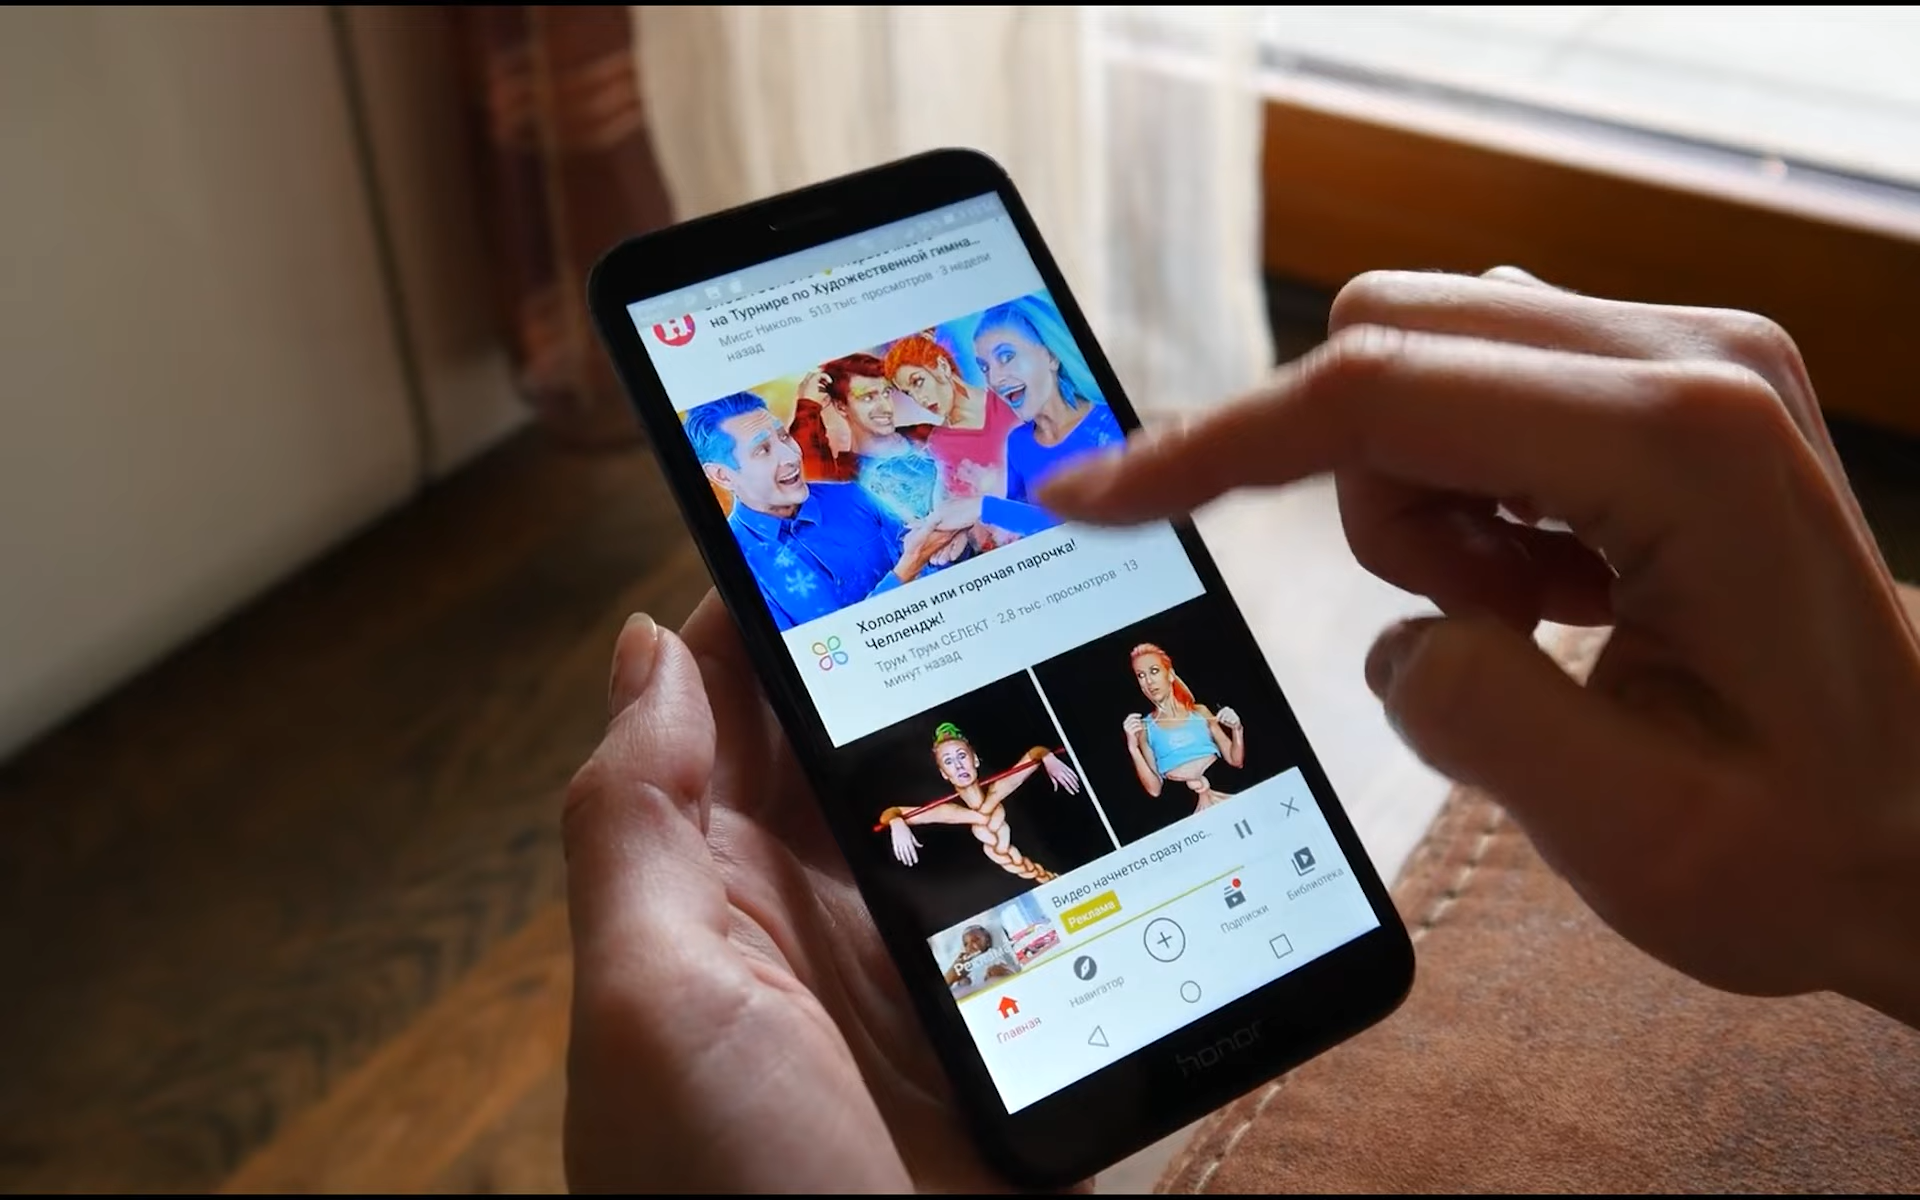 на Турнире по Художественной гимна...
Мисс Николь · 513 тыс. просмотров · 3 недели
назад
Холодная или горячая парочка!
Челлендж!
Трум Трум СЕЛЕКТ · 2,8 тыс. просмотров · 13
минут назад
Видео начнется сразу пос...
Реклама
Главная
Навигатор
Подписки
Библиотека
honor